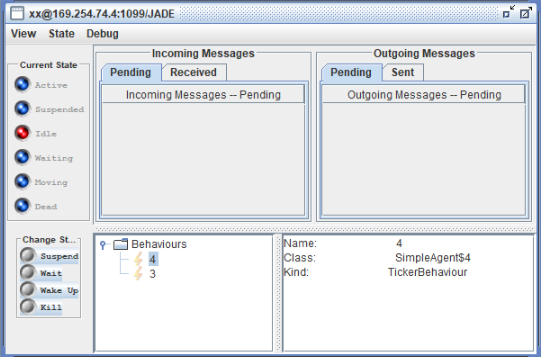 xx@169.254.74.4:1099/JADE
View State Debug
Current State
Active
Suspended
Idle
Waiting
Moving
Dead
Incoming Messages
Pending Received
Incoming Messages -- Pending
Outgoing Messages
Pending Sent
Outgoing Messages -- Pending
Change St...
Suspend
Wait
Wake Up
Kill
Behaviours
4
3
Name: 4
Class: SimpleAgent$4
Kind: TickerBehaviour